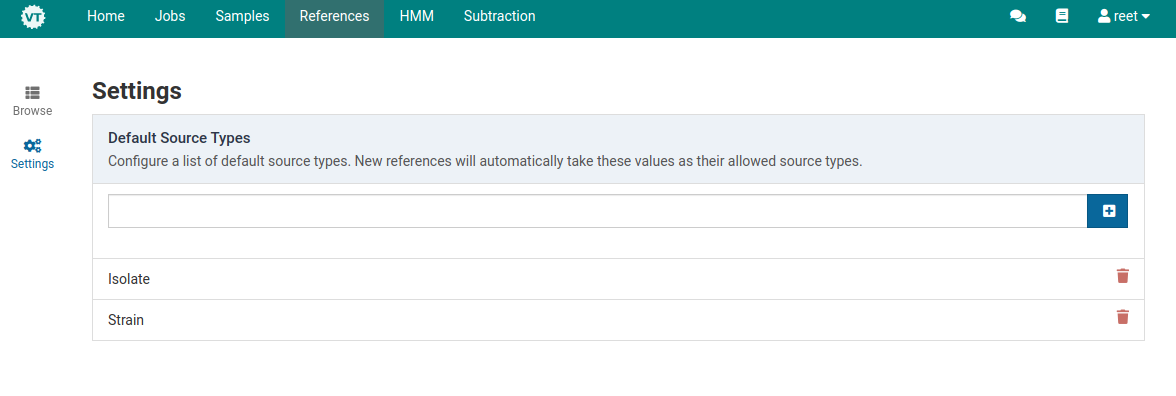 VT Home Jobs Samples References HMM Subtraction reet
Browse
Settings
Settings
Default Source Types
Configure a list of default source types. New references will automatically take these values as their allowed source types.
Isolate
Strain